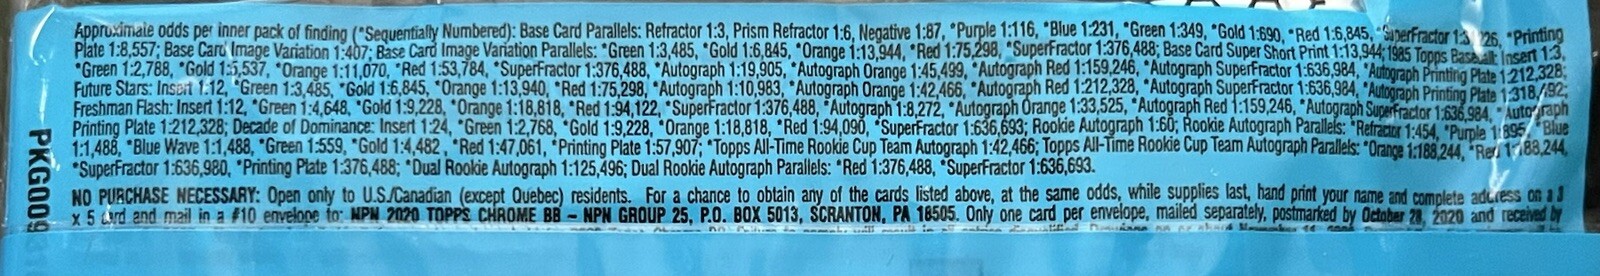 Approximate odds per inner pack of finding (*Sequentially Numbered): Base Card Parallels: Refractor 1:3, Prism Refractor 1:6, Negative 1:87, *Purple 1:116, *Blue 1:231, *Green 1:349, *Gold 1:690, *Red 1:6,845, *SuperFractor *Printing
Plate 1:8,557; Base Card Image Variation 1:407; Base Card Image Variation Parallels: *Green 1:3,485, *Gold 1:6,845, *Orange 1:13,944, *Red 1:75,298, *SuperFractor 1:376,488; Base Card Super Short Print 1:13,944; 1985 Topps Baseball: Insert 1:3,
*Green 1:2,788, *Gold 1:5,537, *Orange 1:11,070, *Red 1:53,784, *SuperFractor 1:376,488, *Autograph 1:19,905, *Autograph Orange 1:45,499, *Autograph Red 1:159,246, *Autograph SuperFractor 1:636,984, *Autograph Printing Plate 1:212,328;
Future Stars: Insert 1:12, *Green 1:3,485, *Gold 1:6,845, *Orange 1:13,940, *Red 1:75,298, *Autograph 1:10,983, *Autograph Orange 1:42,466, *Autograph Red 1:212,328, *Autograph SuperFractor 1:636,984, *Autograph Printing Plate 1:318,492;
Freshman Flash: Insert 1:12, *Green 1:4,648, *Gold 1:9,228, *Orange 1:18,818, *Red 1:94,122, *SuperFractor 1:376,488, *Autograph 1:8,272, *Autograph Orange 1:33,525, *Autograph Red 1:159,246, *Autograph SuperFractor 1:636,984, *Autograph
Printing Plate 1:212,328; Decade of Dominance: Insert 1:24, *Green 1:2,768, *Gold 1:9,228, *Orange 1:18,818, *Red 1:94,090, *SuperFractor 1:636,693; Rookie Autograph 1:60; Rookie Autograph Parallels: *Refractor 1:454, *Purple 1:895, *Blue
1:1,488, *Blue Wave 1:1,488, *Green 1:559, *Gold 1:4,482 , *Red 1:47,061, *Printing Plate 1:57,907; *Topps All-Time Rookie Cup Team Autograph 1:42,466; Topps All-Time Rookie Cup Team Autograph Parallels: *Orange 1:188,244, *Red 1:188,244,
*SuperFractor 1:636,980, *Printing Plate 1:376,488; *Dual Rookie Autograph 1:125,496; Dual Rookie Autograph Parallels: *Red 1:376,488, *SuperFractor 1:636,693.
NO PURCHASE NECESSARY: Open only to U.S./Canadian (except Quebec) residents. For a chance to obtain any of the cards listed above, at the same odds, while supplies last, hand print your name and complete address on a 3
x 5 card and mail in a #10 envelope to: NPN 2020 TOPPS CHROME BB – NPN GROUP 25, P.O. BOX 5013, SCRANTON, PA 18505. Only one card per envelope, mailed separately, postmarked by October 28, 2020 and received by
PKG009